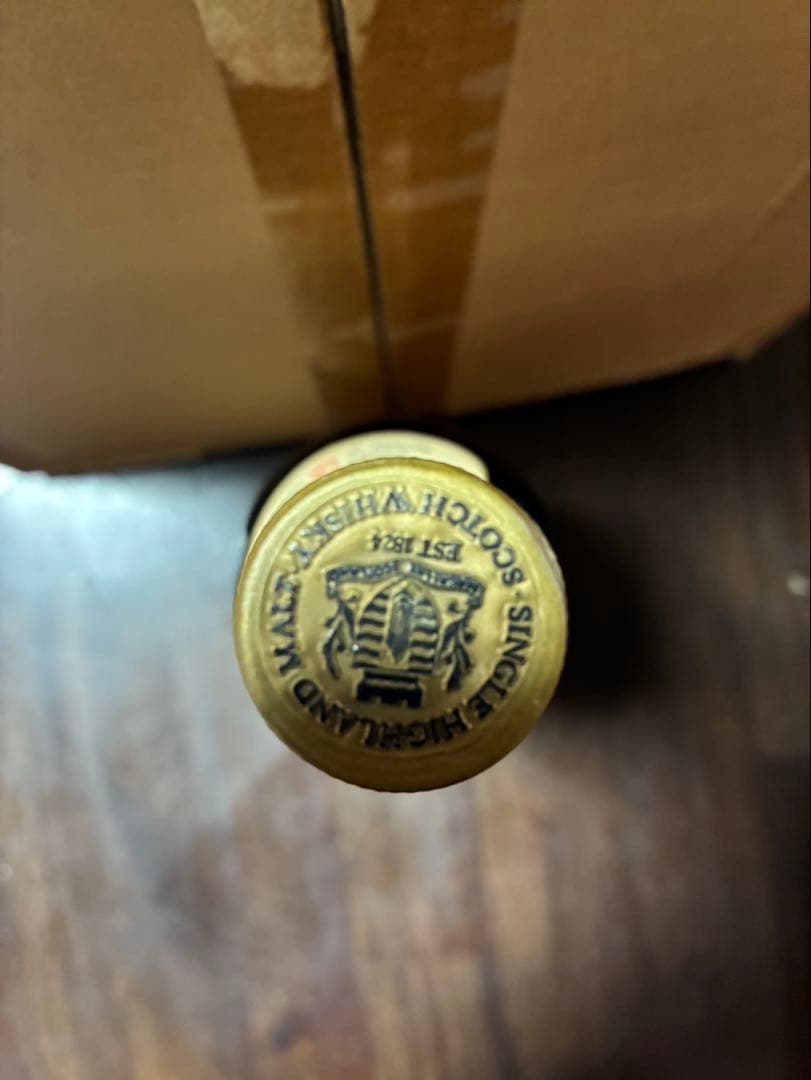 SINGLE HIGHLAND MALT · SCOTCH WHISKY ·
EST 1824